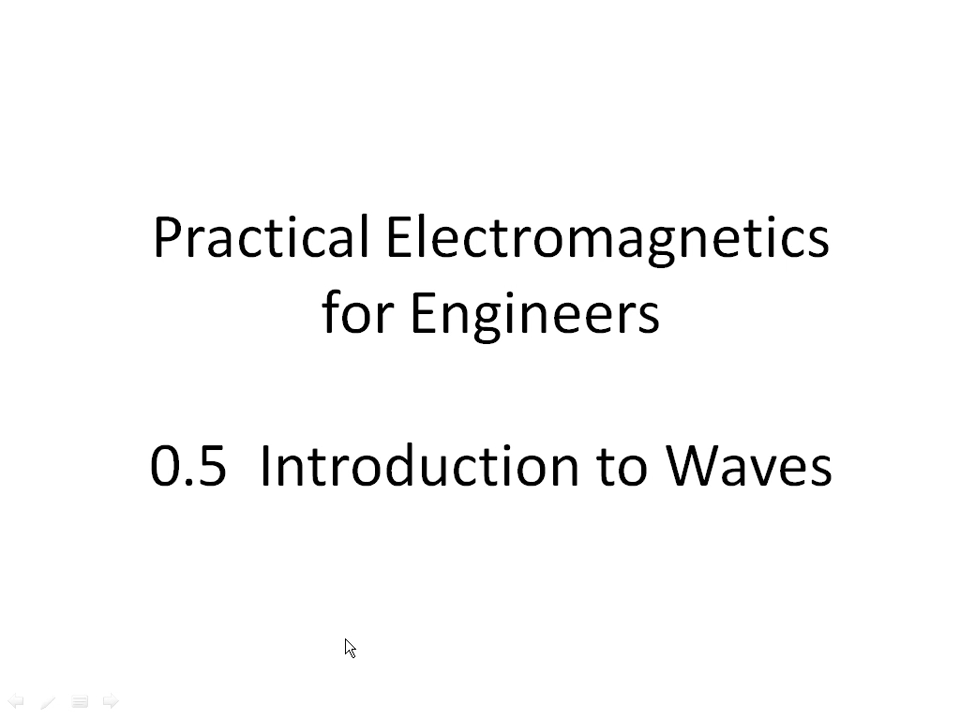 Practical Electromagnetics
for Engineers
0.5 Introduction to Waves